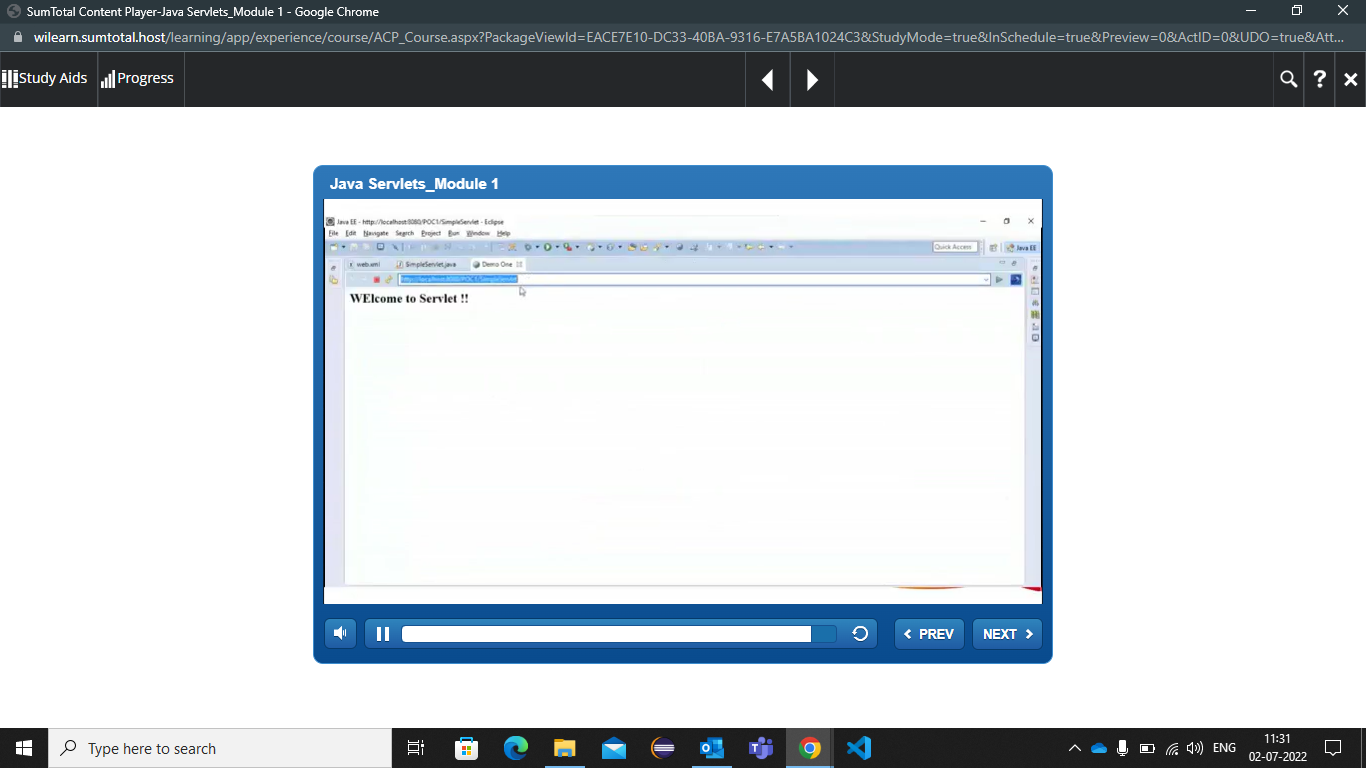 SumTotal Content Player-Java Servlets_Module 1 - Google Chrome
wilearn.sumtotal.host/learning/app/experience/course/ACP_Course.aspx?PackageViewId=EACE7E10-DC33-40BA-9316-E7A5BA1024C3&StudyMode=true&InSchedule=true&Preview=0&ActID=0&UDO=true&Att...
Study Aids Progress ?
Java Servlets_Module 1
Java EE - http://localhost:8080/POC1/SimpleServlet - Eclipse
File Edit Navigate Search Project Run Window Help
Quick Access Java EE
web.xml SimpleServlet.java Demo One
http://localhost:8080/POC1/SimpleServlet
WElcome to Servlet !!
PREV NEXT
Type here to search
ENG
11:31
02-07-2022